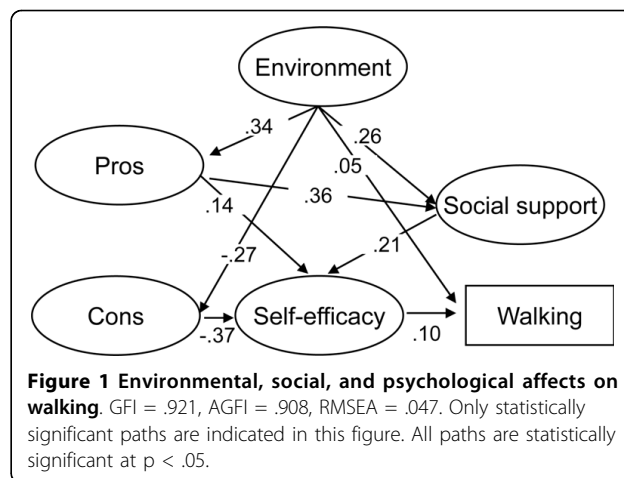 Environment
.34
.26
Pros
.05
.36
Social support
.14
.21
-.27
Cons
Self-efficacy
Walking
-.37
.10
Figure 1 Environmental, social, and psychological affects on
walking. GFI = .921, AGFI = .908, RMSEA = .047. Only statistically
significant paths are indicated in this figure. All paths are statistically
significant at p < .05.